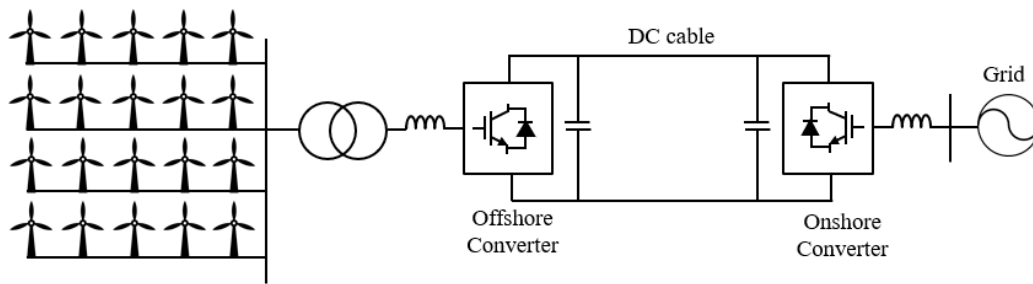 DC cable
Grid
Offshore
Converter
Onshore
Converter